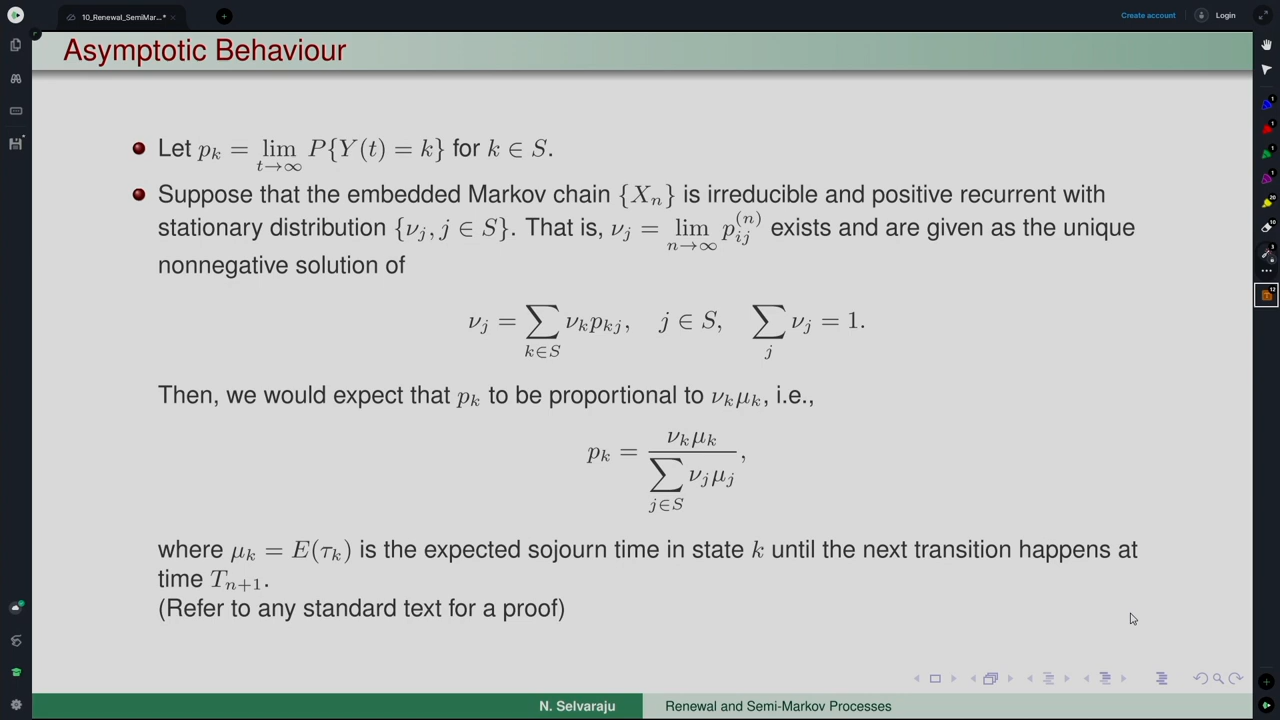 10_Renewal_SemiMar...*
Create account
Login
Asymptotic Behaviour
Let p_k = lim_{t→∞} P{Y(t) = k} for k ∈ S.
Suppose that the embedded Markov chain {X_n} is irreducible and positive recurrent with
stationary distribution {ν_j, j ∈ S}. That is, ν_j = lim_{n→∞} p_{ij}^{(n)} exists and are given as the unique
nonnegative solution of
ν_j = ∑_{k∈S} ν_k p_{kj}, j ∈ S, ∑_j ν_j = 1.
Then, we would expect that p_k to be proportional to ν_k μ_k, i.e.,
p_k = ν_k μ_k / ∑_{j∈S} ν_j μ_j,
where μ_k = E(τ_k) is the expected sojourn time in state k until the next transition happens at
time T_{n+1}.
(Refer to any standard text for a proof)
N. Selvaraju
Renewal and Semi-Markov Processes